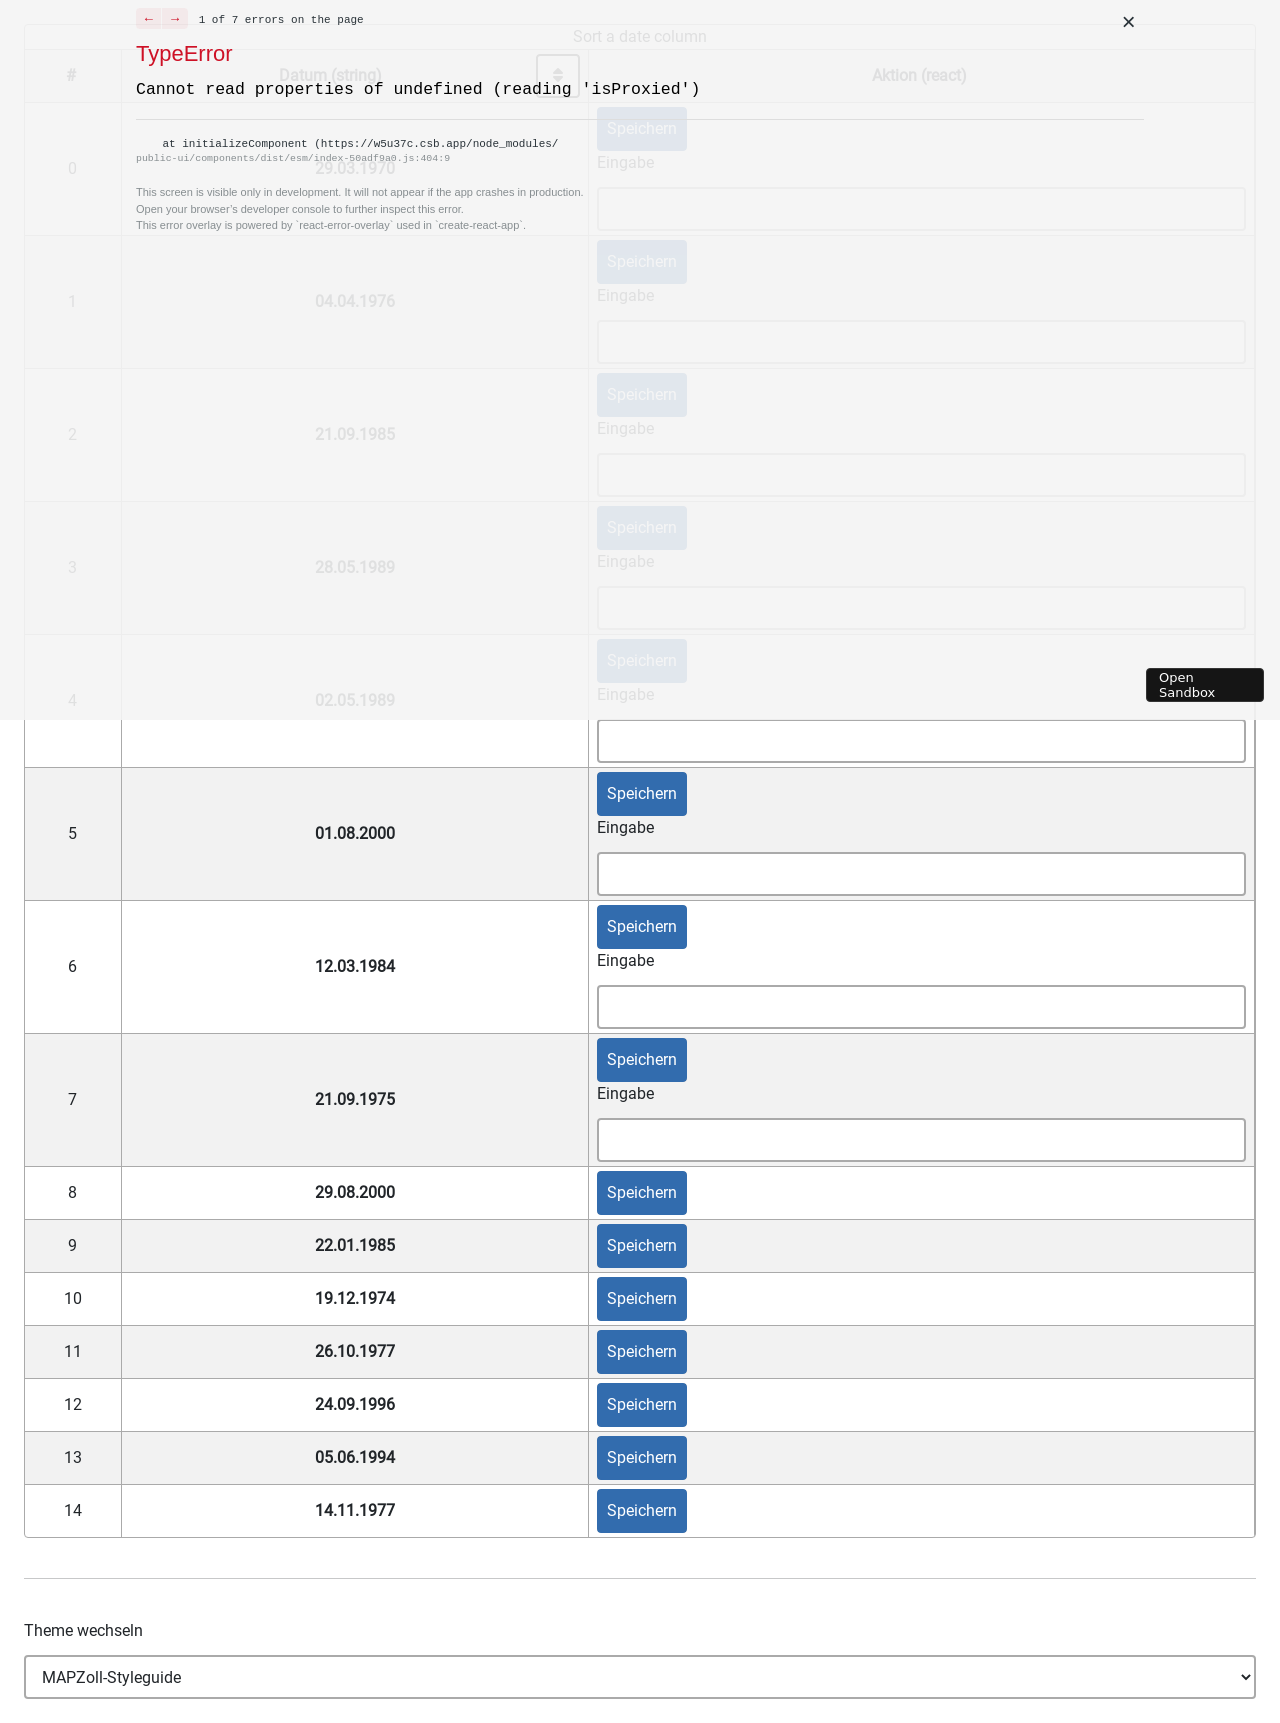 ← → 1 of 7 errors on the page ×
Sort a date column
TypeError
# Datum (string) Aktion (react)
Cannot read properties of undefined (reading 'isProxied')
Speichern
at initializeComponent (https://w5u37c.csb.app/node_modules/
public-ui/components/dist/esm/index-50adf9a0.js:404:9
Eingabe
0 29.03.1970
This screen is visible only in development. It will not appear if the app crashes in production.
Open your browser’s developer console to further inspect this error.
This error overlay is powered by `react-error-overlay` used in `create-react-app`.
Speichern
Eingabe
1 04.04.1976
Speichern
Eingabe
2 21.09.1985
Speichern
Eingabe
3 28.05.1989
Speichern
Eingabe
4 02.05.1989
Open
Sandbox
Speichern
Eingabe
5 01.08.2000
Speichern
Eingabe
6 12.03.1984
Speichern
Eingabe
7 21.09.1975
8 29.08.2000 Speichern
9 22.01.1985 Speichern
10 19.12.1974 Speichern
11 26.10.1977 Speichern
12 24.09.1996 Speichern
13 05.06.1994 Speichern
14 14.11.1977 Speichern
Theme wechseln
MAPZoll-Styleguide